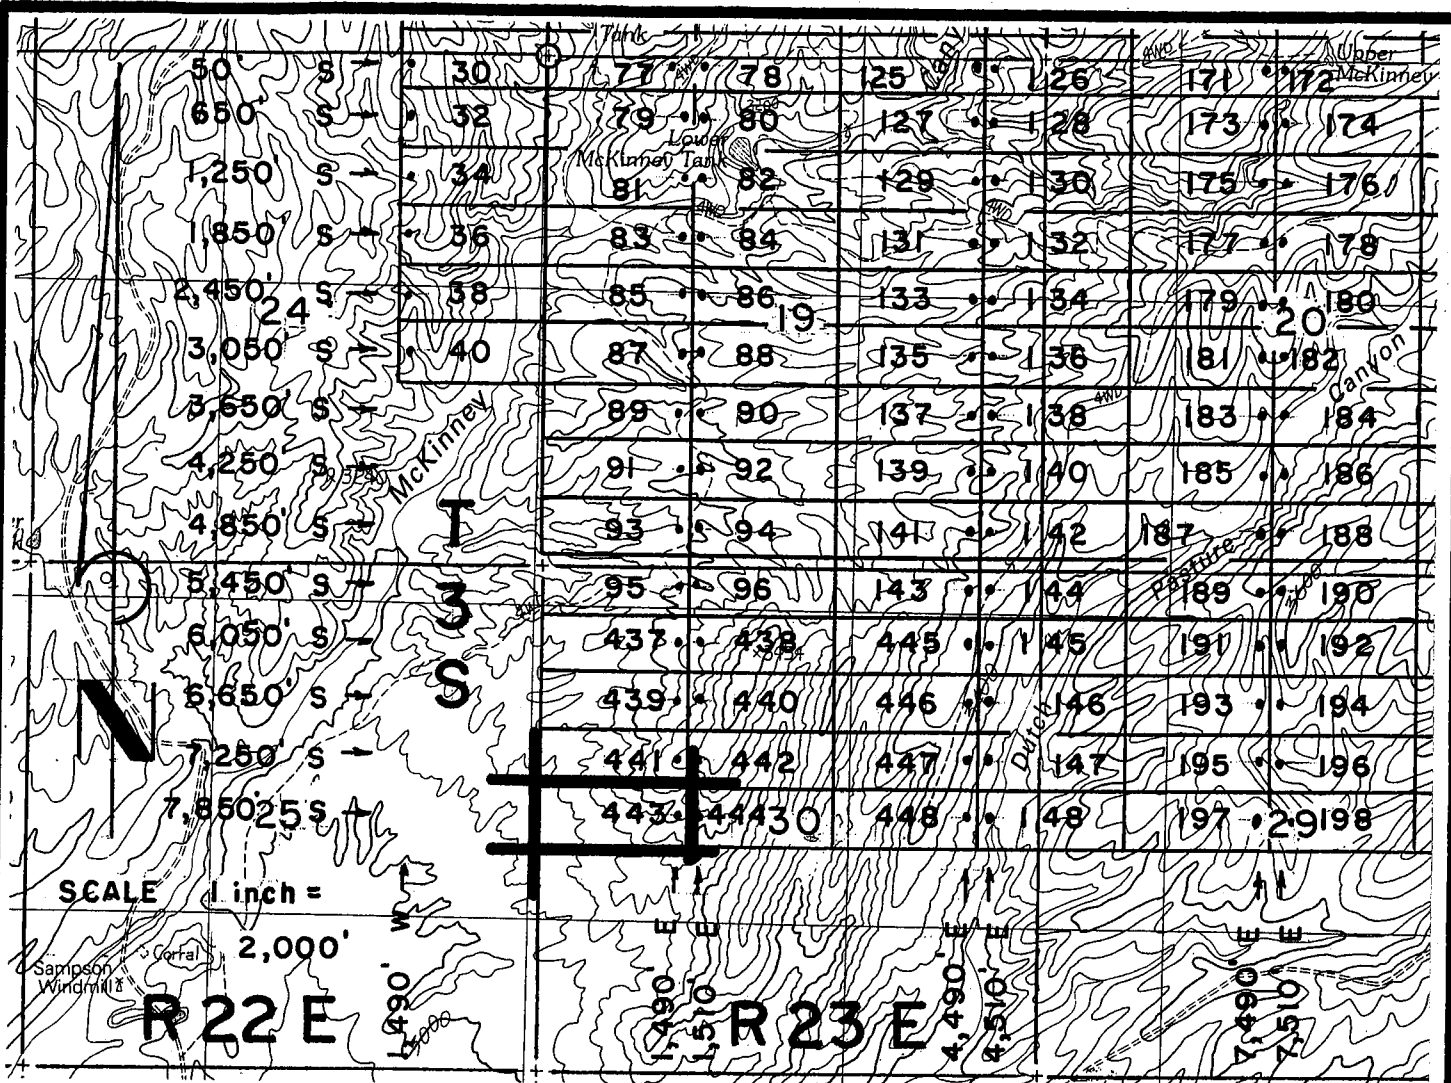 Tank 4WD Cany 4WD Upper McKinney
50' S 30 77 78 125 126 171 172
650' S 32 79 80 127 128 173 174
Lower McKinney Tank
1,250' S 34 81 82 129 130 175 176
4WD 4WD
1,850' S 36 83 84 131 132 177 178
2,450' S 38 85 86 133 134 179 180
24 19 20
3,050' S 40 87 88 135 136 181 182
Canyon
3,650' S 89 90 137 138 4WD 183 184
McKinney
4,250' S 91 92 139 140 185 186
4,850' S T 93 94 141 142 187 188
Pasture
5,450' S 3 95 96 143 144 189 190
6,050' S 437 438 445 145 191 192
S
6,650' S 439 440 446 146 193 194
Dutch
N
7,250' S 441 442 447 147 195 196
7,850' S 443 444 448 148 197 198
25 30 29
SCALE 1 inch =
2,000'
Corral
Sampson
Windmill
1,490' W 1,490' E 1,510' E 4,490' E 4,510' E 7,490' E 7,510' E
R 22 E R 23 E